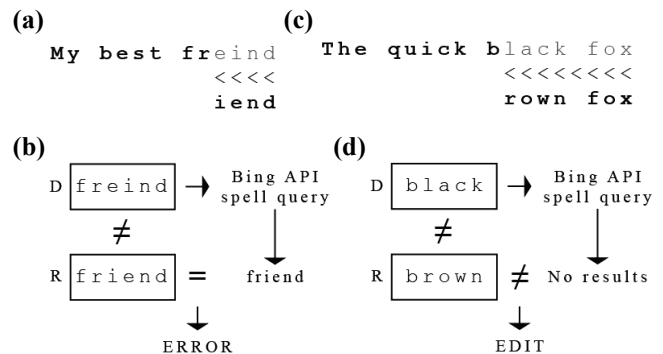 (a)
My best freind
<<<<
iend
(b)
D freind Bing API
spell query
≠
R friend = friend
ERROR
(c)
The quick black fox
<<<<<<<<
rown fox
(d)
D black Bing API
spell query
≠
R brown ≠ No results
EDIT